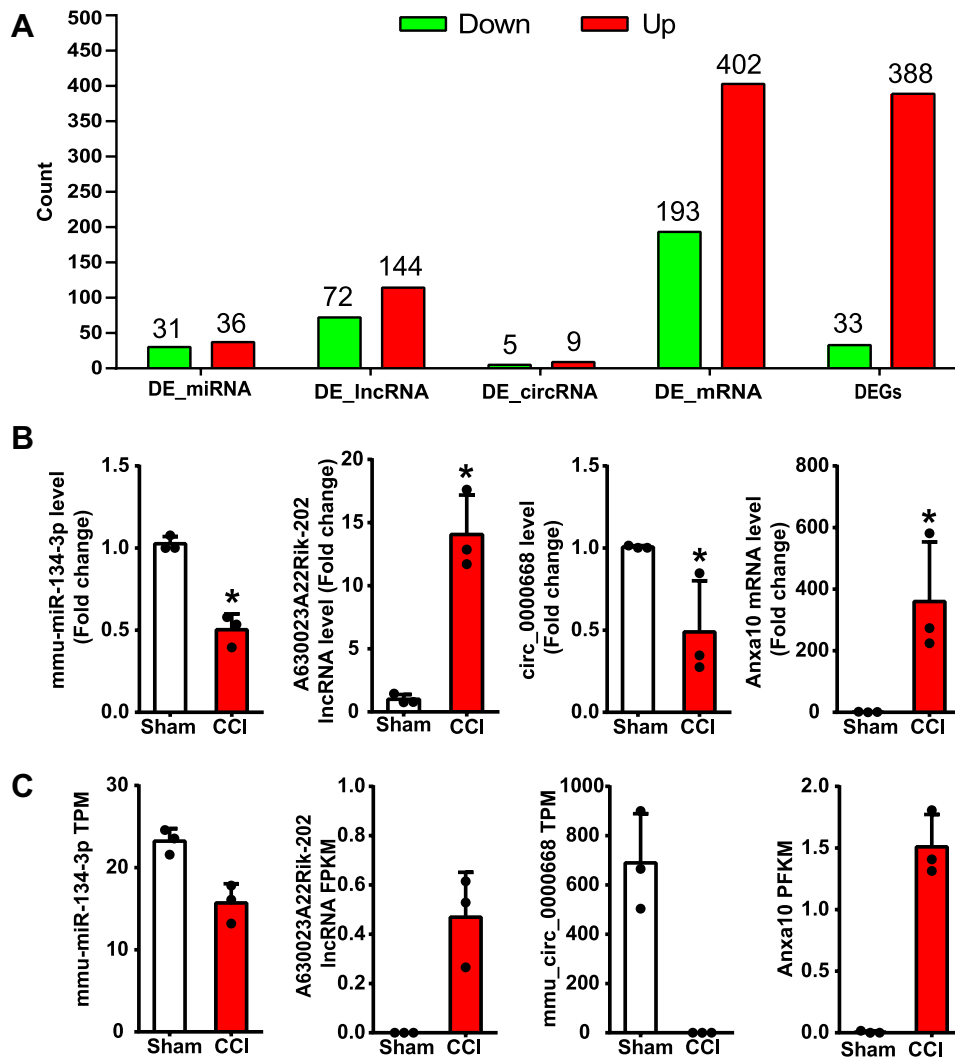 A
Down Up
500
450
400
350
300
250
200
150
100
50
0
Count
31 36 72 144 5 9 193 402 33 388
DE_miRNA DE_lncRNA DE_circRNA DE_mRNA DEGs
B
mmu-miR-134-3p level
(Fold change)
1.5
1.0
0.5
0.0
*
Sham CCI
A630023A22Rik-202
lncRNA level (Fold change)
20
15
10
5
0
*
Sham CCI
circ_0000668 level
(Fold change)
1.5
1.0
0.5
0.0
*
Sham CCI
Anxa10 mRNA level
(Fold change)
800
600
400
200
0
*
Sham CCI
C
mmu-miR-134-3p TPM
30
20
10
0
Sham CCI
A630023A22Rik-202
lncRNA FPKM
1.0
0.8
0.6
0.4
0.2
0.0
Sham CCI
mmu_circ_0000668 TPM
1000
800
600
400
200
0
Sham CCI
Anxa10 PFKM
2.0
1.5
1.0
0.5
0.0
Sham CCI